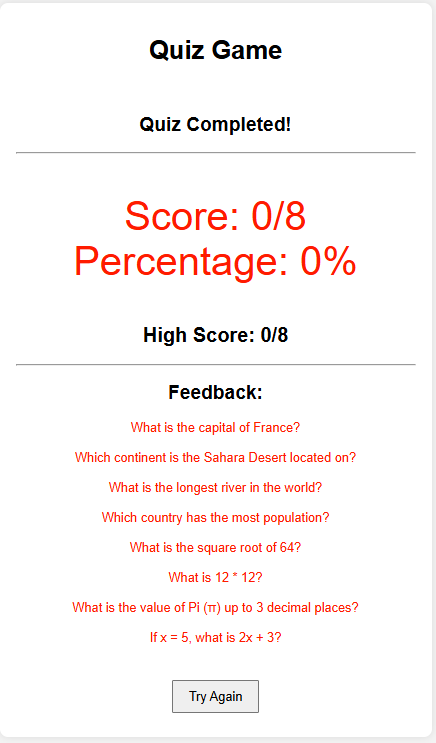 Quiz Game
Quiz Completed!
Score: 0/8
Percentage: 0%
High Score: 0/8
Feedback:
What is the capital of France?
Which continent is the Sahara Desert located on?
What is the longest river in the world?
Which country has the most population?
What is the square root of 64?
What is 12 * 12?
What is the value of Pi (π) up to 3 decimal places?
If x = 5, what is 2x + 3?
Try Again